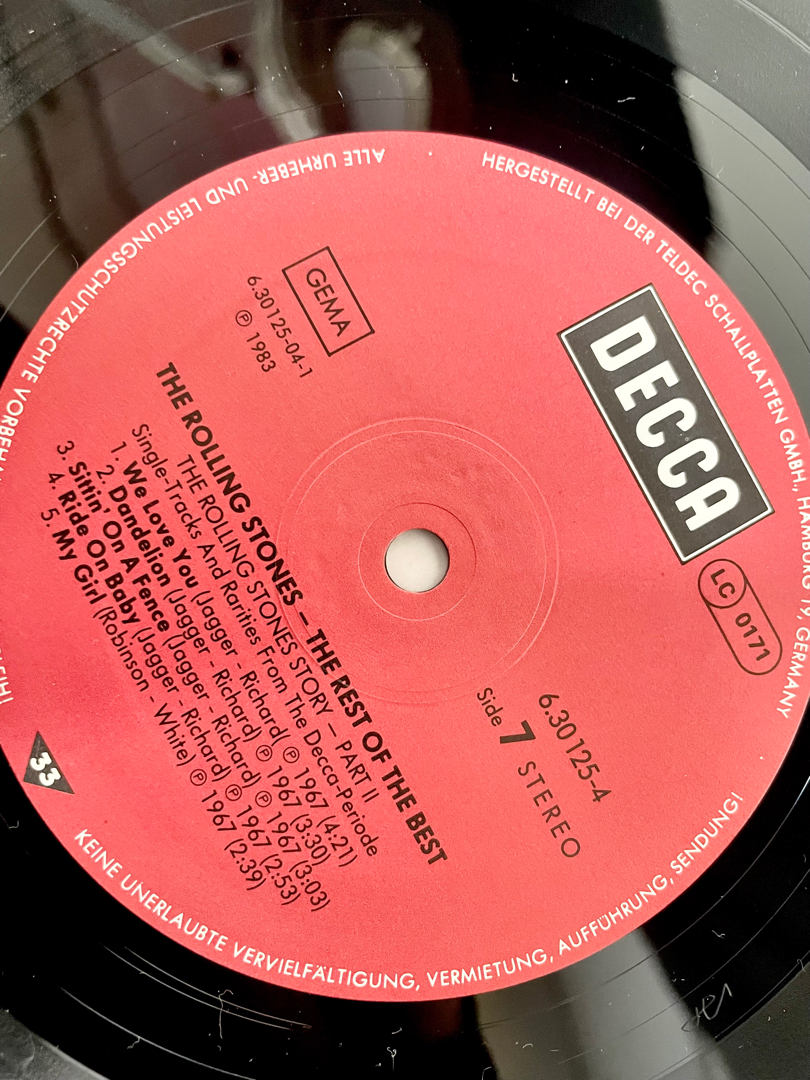 DECCA
LC 0171
GEMA
6.30125-04-1
Ⓟ 1983
6.30125-4
Side 7 STEREO
THE ROLLING STONES – THE REST OF THE BEST
THE ROLLING STONES STORY – PART II
Single-Tracks And Rarities From The Decca-Periode
1. We Love You (Jagger - Richard) Ⓟ 1967 (4:21)
2. Dandelion (Jagger - Richard) Ⓟ 1967 (3:30)
3. Sittin' On A Fence (Jagger - Richard) Ⓟ 1967 (3:03)
4. Ride On Baby (Jagger - Richard) Ⓟ 1967 (2:53)
5. My Girl (Robinson - White) Ⓟ 1967 (2:39)
33
HERGESTELLT BEI DER TELDEC SCHALLPLATTEN GMBH., HAMBURG 19, GERMANY
ALLE URHEBER- UND LEISTUNGSSCHUTZRECHTE
KEINE UNERLAUBTE VERVIELFÄLTIGUNG, VERMIETUNG, AUFFÜHRUNG, SENDUNG!